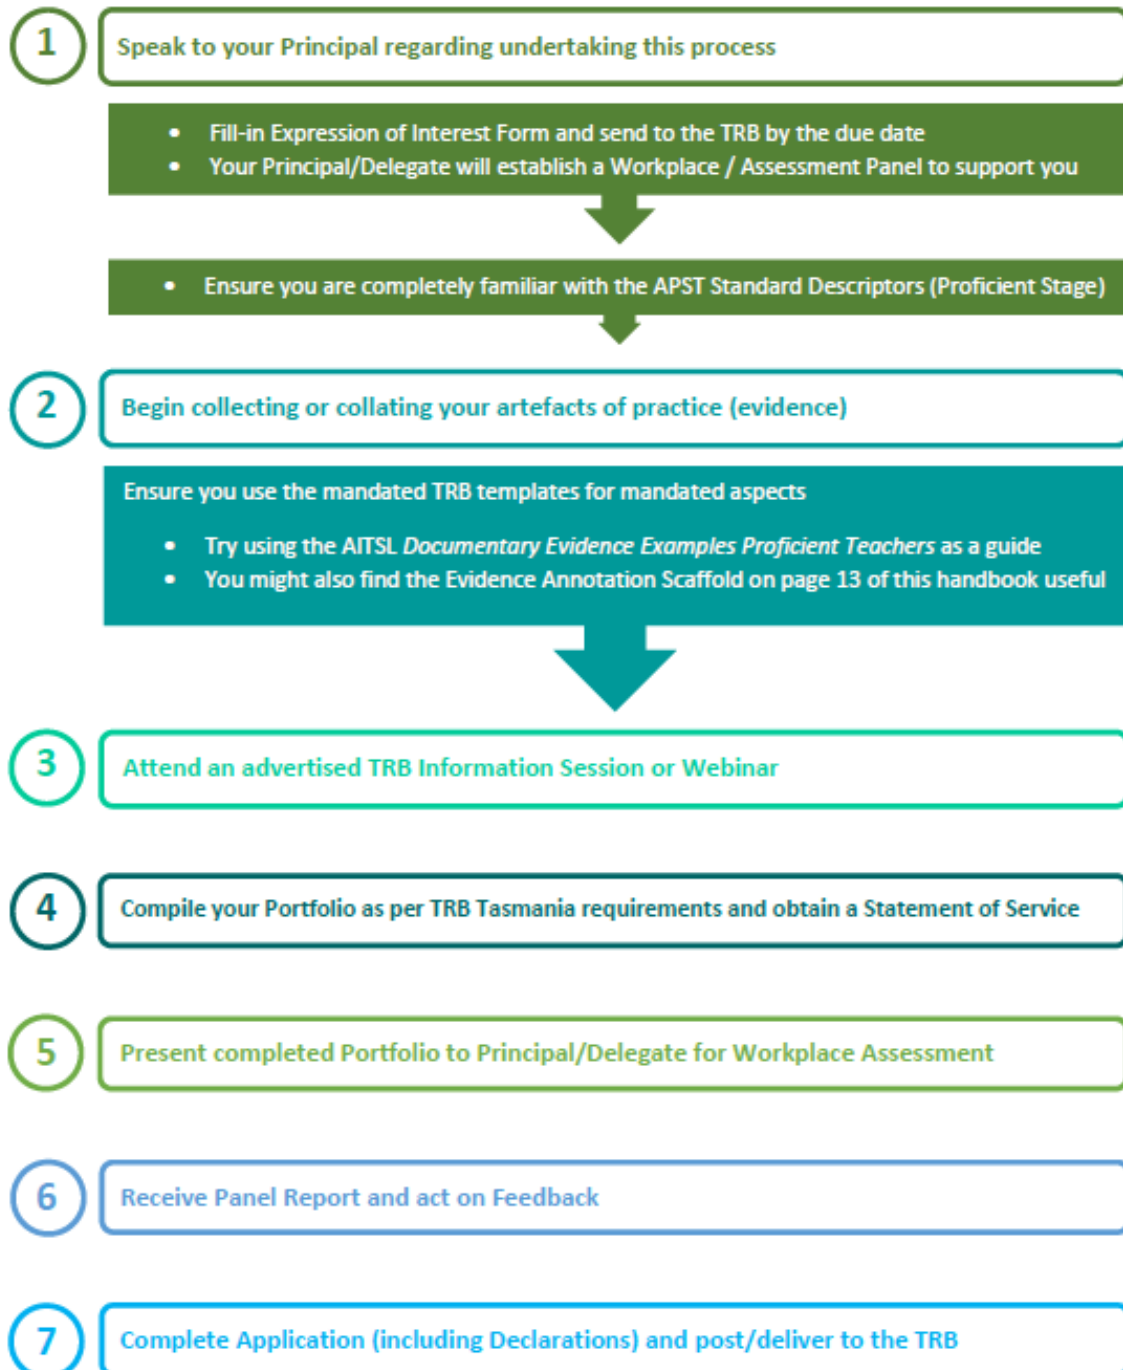 1
Speak to your Principal regarding undertaking this process
• Fill-in Expression of Interest Form and send to the TRB by the due date
• Your Principal/Delegate will establish a Workplace / Assessment Panel to support you
• Ensure you are completely familiar with the APST Standard Descriptors (Proficient Stage)
2
Begin collecting or collating your artefacts of practice (evidence)
Ensure you use the mandated TRB templates for mandated aspects
• Try using the AITSL Documentary Evidence Examples Proficient Teachers as a guide
• You might also find the Evidence Annotation Scaffold on page 13 of this handbook useful
3
Attend an advertised TRB Information Session or Webinar
4
Compile your Portfolio as per TRB Tasmania requirements and obtain a Statement of Service
5
Present completed Portfolio to Principal/Delegate for Workplace Assessment
6
Receive Panel Report and act on Feedback
7
Complete Application (including Declarations) and post/deliver to the TRB